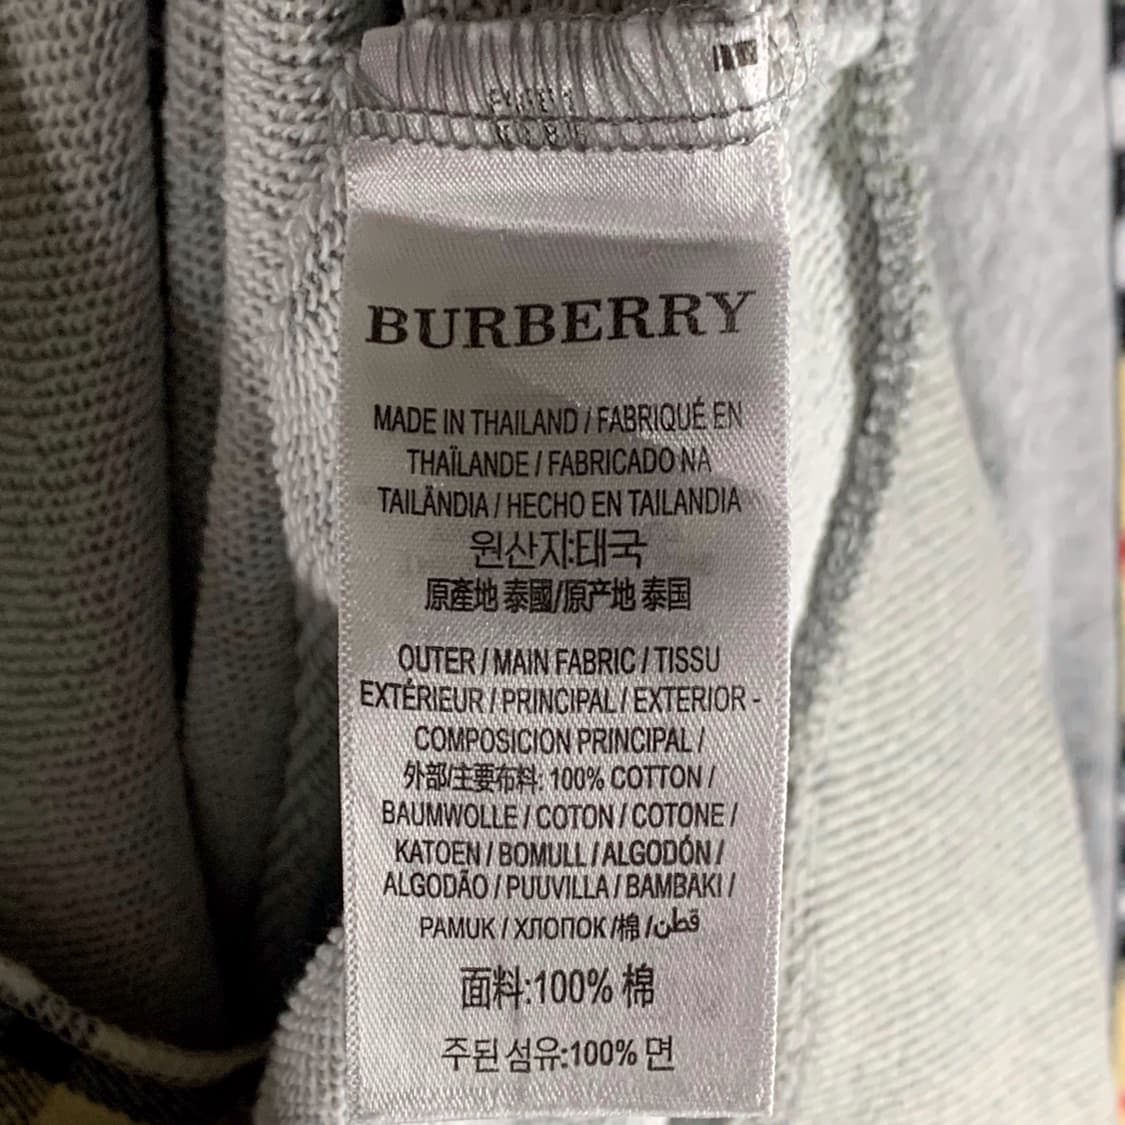 BURBERRY
MADE IN THAILAND / FABRIQUÉ EN
THAÏLANDE / FABRICADO NA
TAILÂNDIA / HECHO EN TAILANDIA
원산지:태국
原產地 泰國/原产地 泰国
OUTER / MAIN FABRIC / TISSU
EXTÉRIEUR / PRINCIPAL / EXTERIOR -
COMPOSICION PRINCIPAL /
外部/主要布料: 100% COTTON /
BAUMWOLLE / COTON / COTONE /
KATOEN / BOMULL / ALGODÓN /
ALGODÃO / PUUVILLA / BAMBAKI /
PAMUK / ХЛОПОК /棉 /قطن
面料:100% 棉
주된 섬유:100% 면